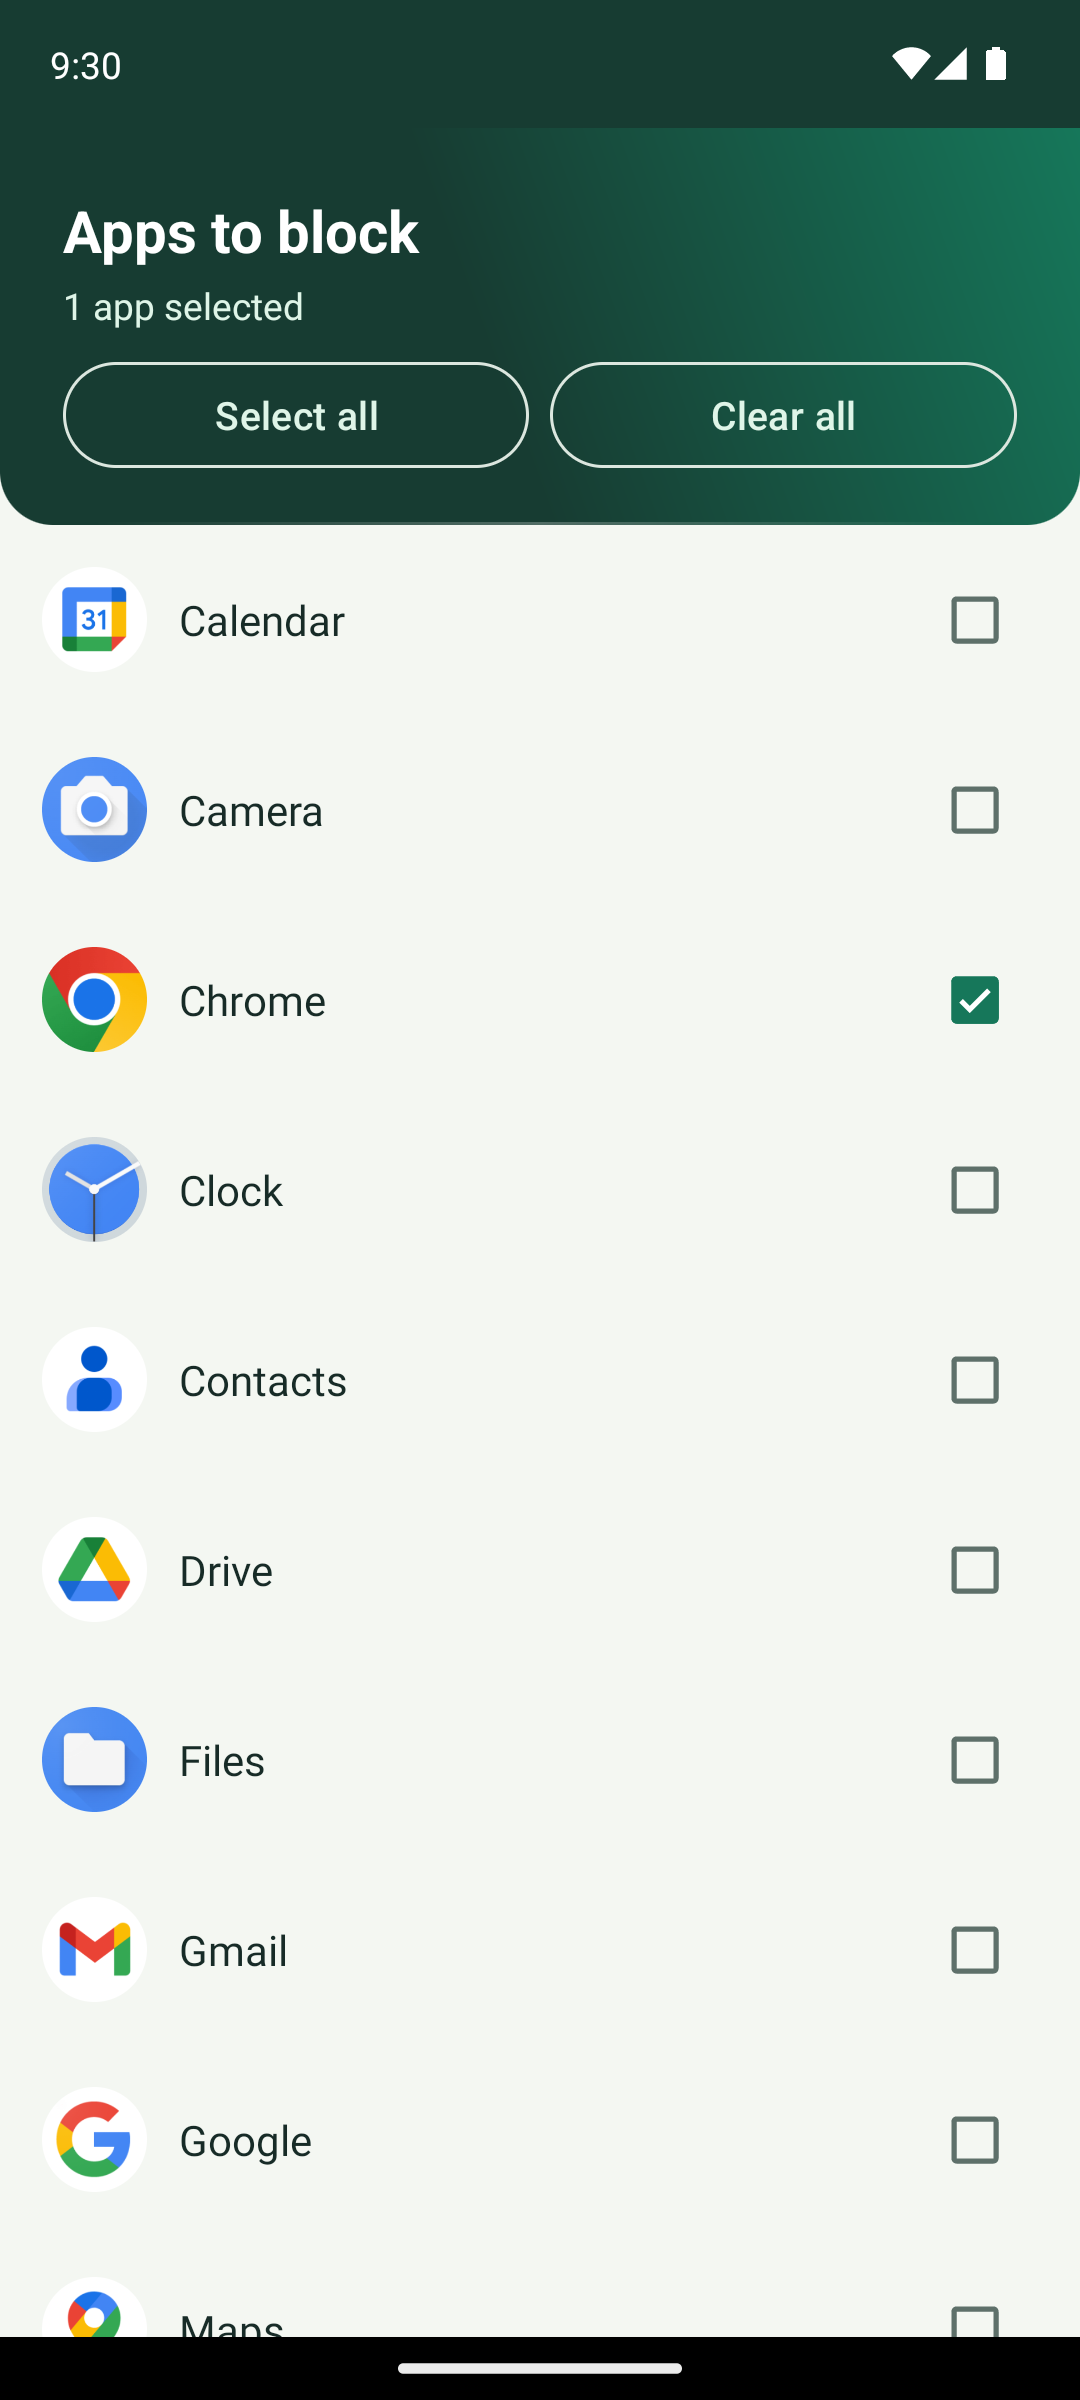 9:30
Apps to block
1 app selected
Select all
Clear all
31
Calendar
Camera
Chrome
Clock
Contacts
Drive
Files
Gmail
Google
Maps